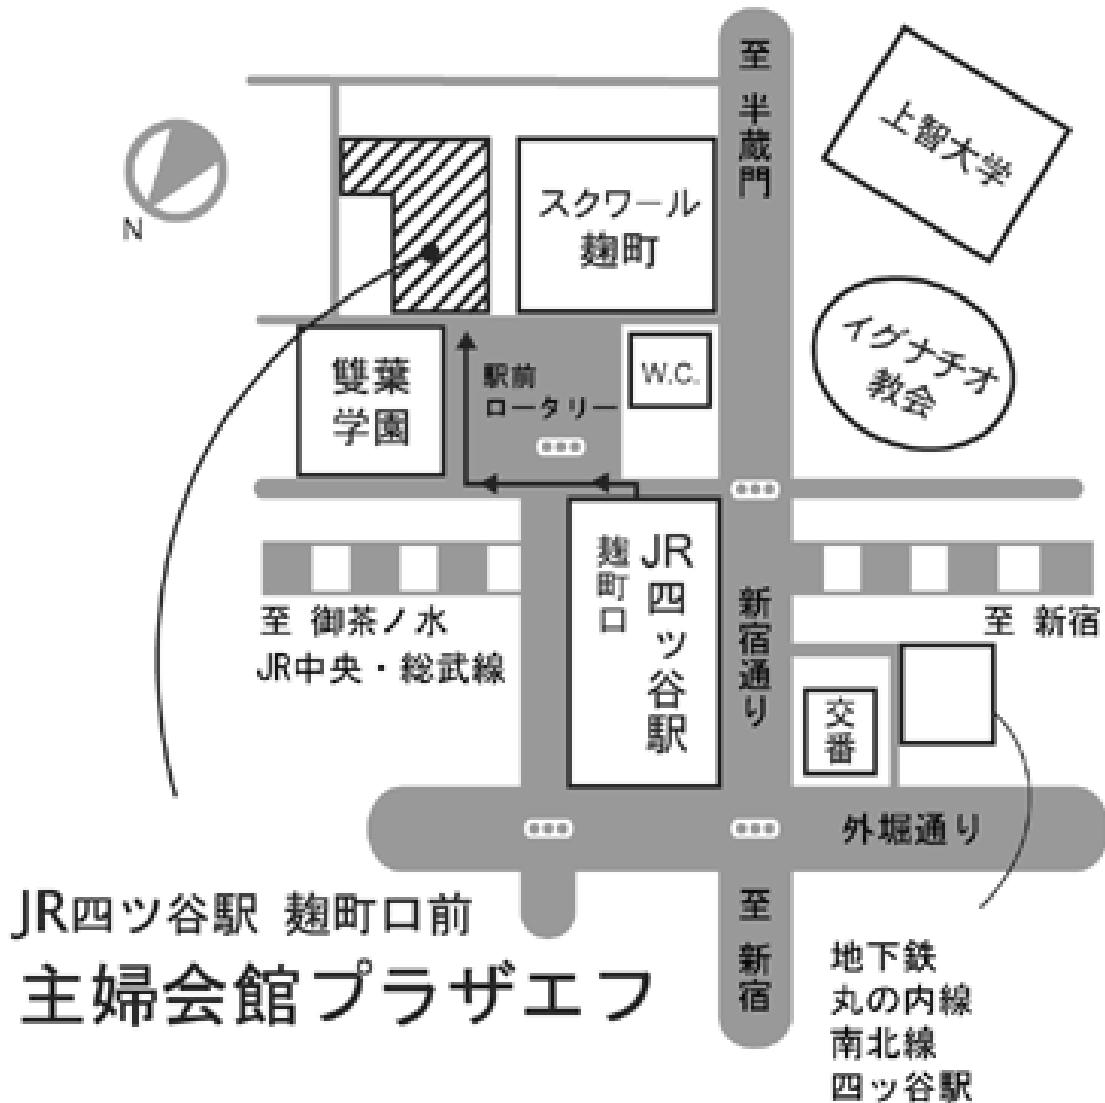 至 半蔵門
上智大学
N
スクワール
麹町
イグナチオ
教会
雙葉
学園
駅前
ロータリー
W.C.
JR四ッ谷駅
麹町口
新宿通り
至 御茶ノ水
JR中央・総武線
至 新宿
交番
外堀通り
至 新宿
JR四ツ谷駅 麹町口前
主婦会館プラザエフ
地下鉄
丸の内線
南北線
四ッ谷駅